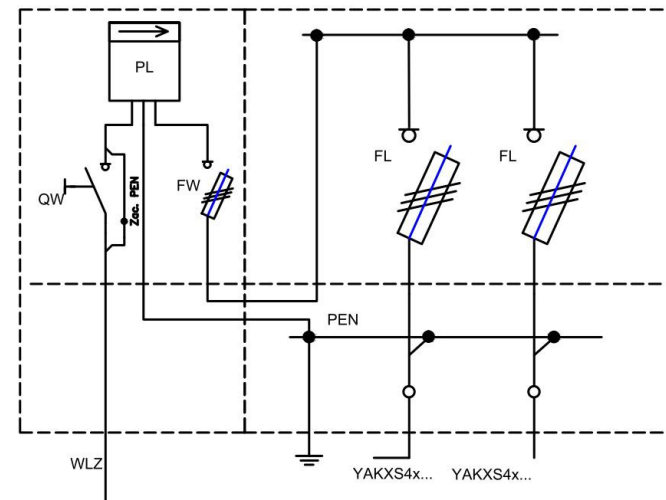 PL
FL
FL
QW
Zac. PEN
FW
PEN
WLZ
YAKXS4x...
YAKXS4x...